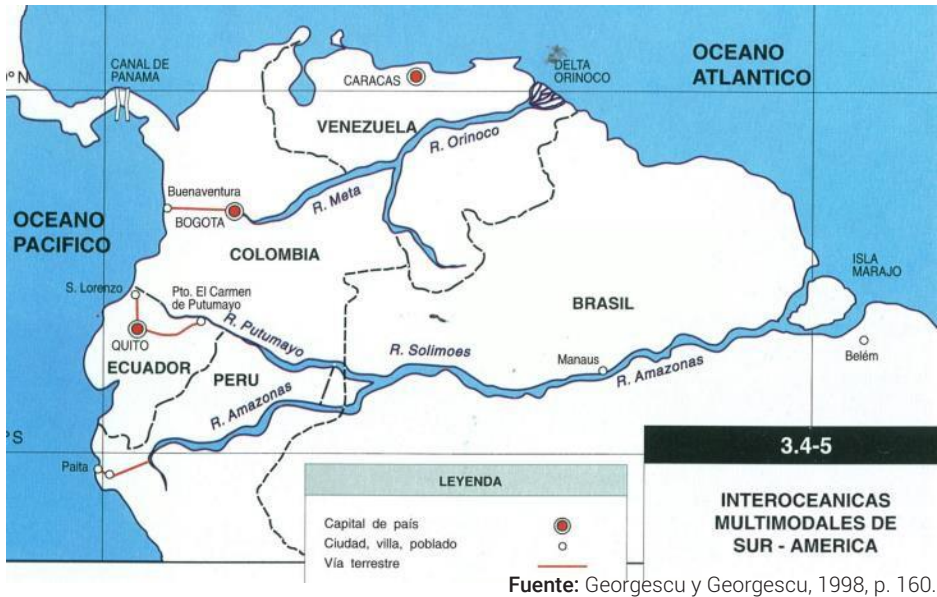 CANAL DE
PANAMA
CARACAS
DELTA
ORINOCO
OCEANO
ATLANTICO
°N
VENEZUELA
R. Orinoco
Buenaventura
BOGOTA
R. Meta
OCEANO
PACIFICO
COLOMBIA
ISLA
MARAJO
S. Lorenzo
Pto. El Carmen
de Putumayo
BRASIL
QUITO
R. Putumayo
R. Solimoes
Manaus
R. Amazonas
Belém
ECUADOR
PERU
R. Amazonas
°S
Paita
3.4-5
LEYENDA
INTEROCEANICAS
MULTIMODALES DE
SUR - AMERICA
Capital de país
Ciudad, villa, poblado
Vía terrestre
Fuente: Georgescu y Georgescu, 1998, p. 160.